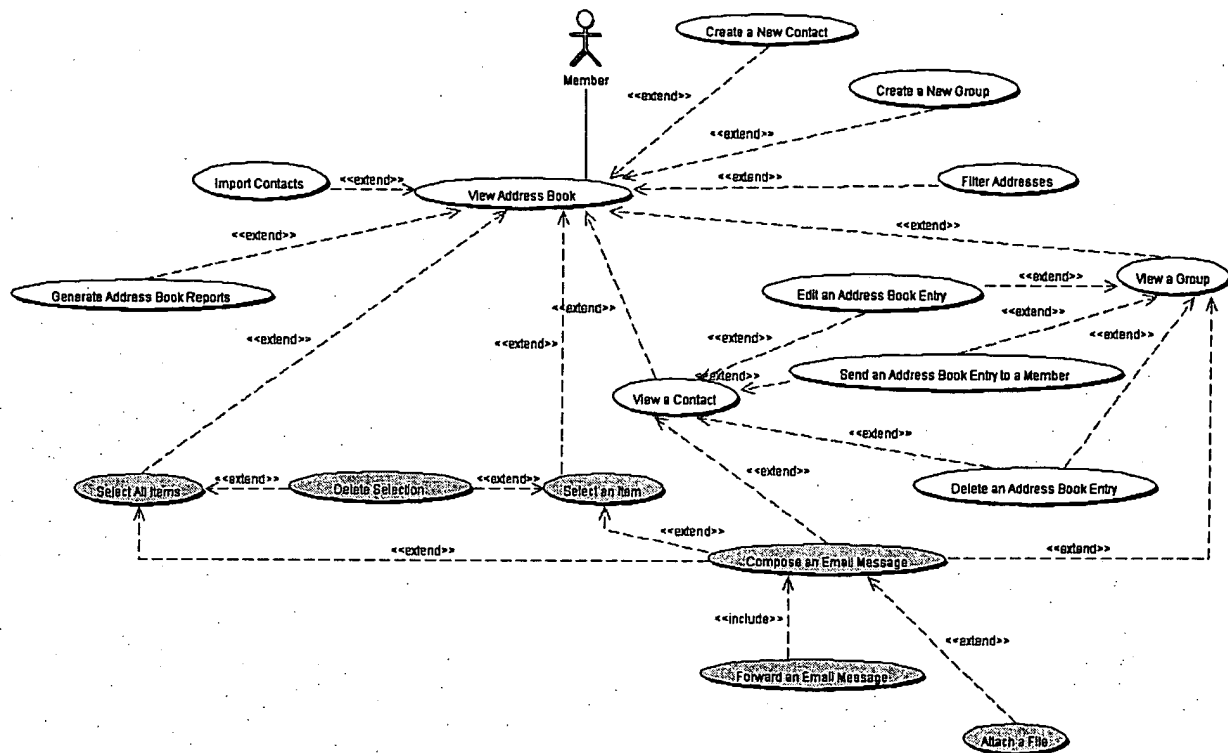 Create a New Contact
Member
Create a New Group
<<extend>>
<<extend>>
Import Contacts
<<extend>>
View Address Book
<<extend>>
Filter Addresses
<<extend>>
<<extend>>
View a Group
Generate Address Book Reports
Edit an Address Book Entry
<<extend>>
<<extend>>
<<extend>>
<<extend>>
<<extend>>
<<extend>>
<<extend>>
Send an Address Book Entry to a Member
View a Contact
<<extend>>
<<extend>>
<<extend>>
Select All Items
<<extend>>
Delete Selection
<<extend>>
Select an Item
Delete an Address Book Entry
<<extend>>
<<extend>>
<<extend>>
Compose an Email Message
<<include>>
<<extend>>
Forward an Email Message
Attach a File